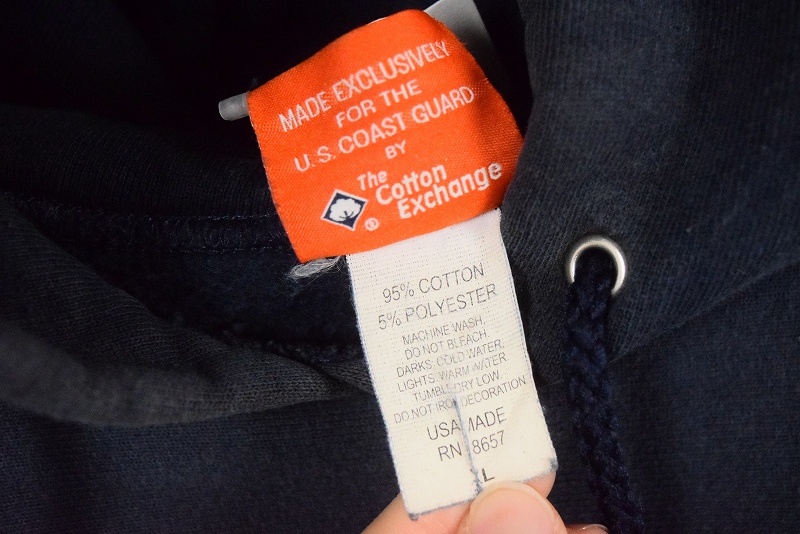 MADE EXCLUSIVELY
FOR THE
U.S. COAST GUARD
BY
The
Cotton
Exchange
®
95% COTTON
5% POLYESTER
MACHINE WASH.
DO NOT BLEACH.
DARKS: COLD WATER.
LIGHTS: WARM WATER.
TUMBLE DRY LOW.
DO NOT IRON DECORATION
USA MADE
RN
L